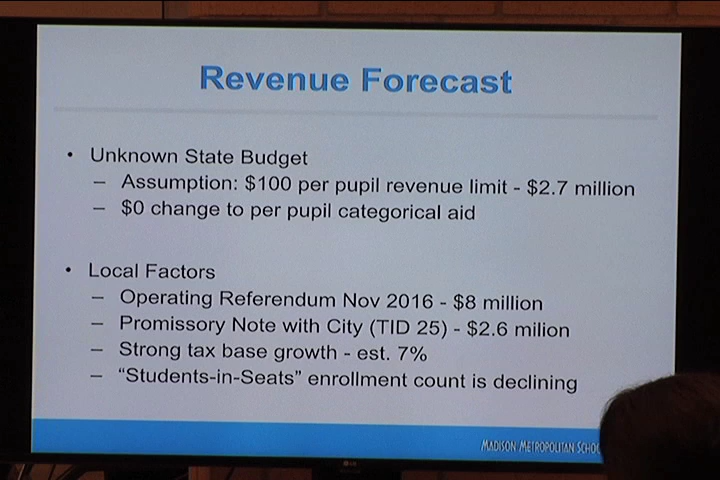 Revenue Forecast
• Unknown State Budget
– Assumption: $100 per pupil revenue limit - $2.7 million
– $0 change to per pupil categorical aid
• Local Factors
– Operating Referendum Nov 2016 - $8 million
– Promissory Note with City (TID 25) - $2.6 milion
– Strong tax base growth - est. 7%
– “Students-in-Seats” enrollment count is declining
MADISON METROPOLITAN SCHOO
LG